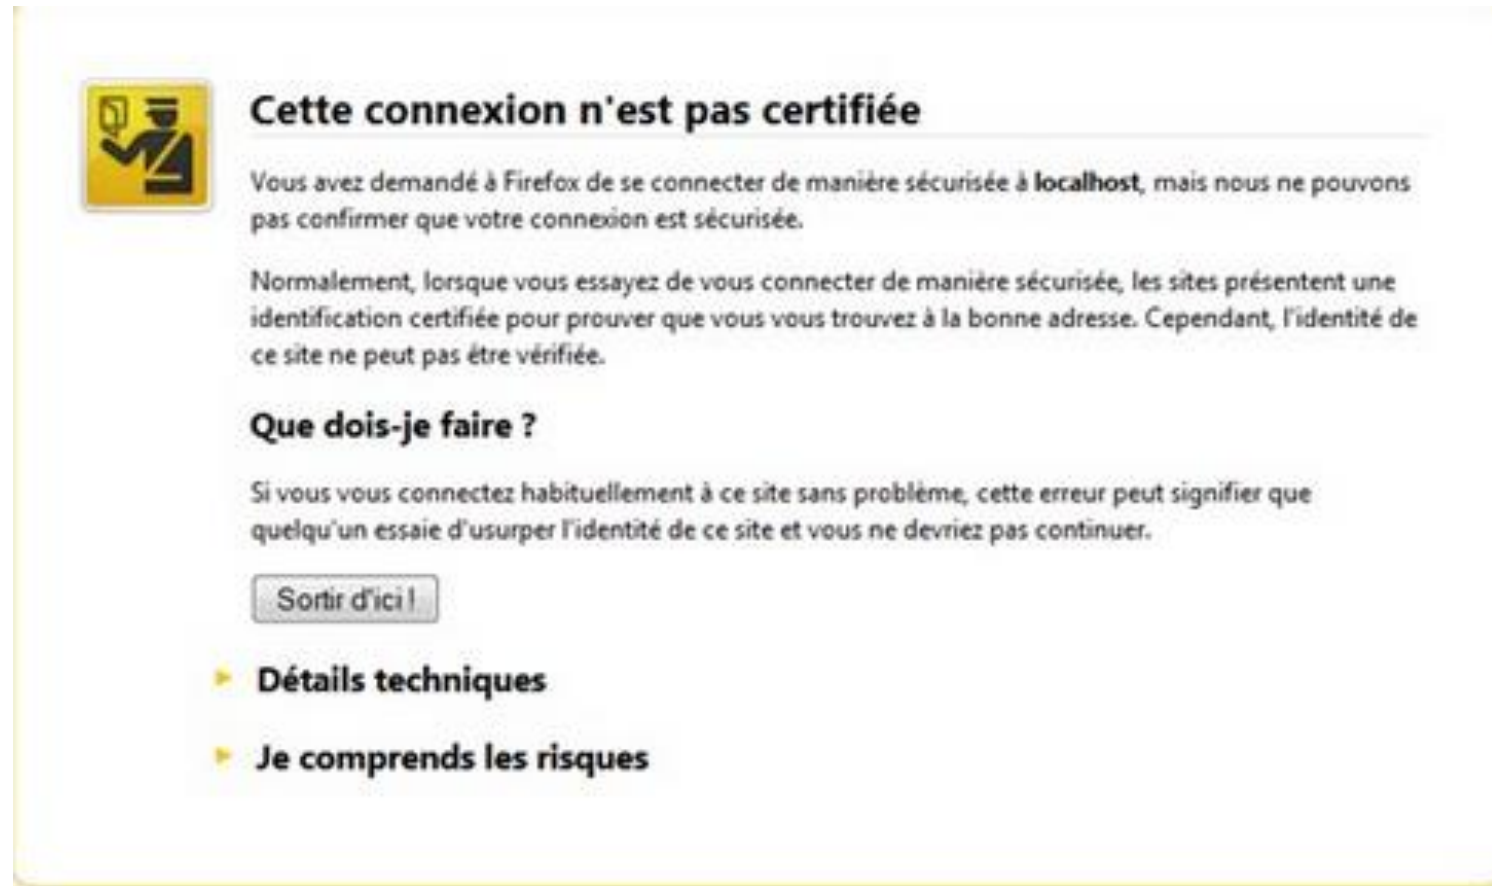 Cette connexion n'est pas certifiée
Vous avez demandé à Firefox de se connecter de manière sécurisée à localhost, mais nous ne pouvons
pas confirmer que votre connexion est sécurisée.
Normalement, lorsque vous essayez de vous connecter de manière sécurisée, les sites présentent une
identification certifiée pour prouver que vous vous trouvez à la bonne adresse. Cependant, l'identité de
ce site ne peut pas être vérifiée.
Que dois-je faire ?
Si vous vous connectez habituellement à ce site sans problème, cette erreur peut signifier que
quelqu'un essaie d'usurper l'identité de ce site et vous ne devriez pas continuer.
Sortir d'ici !
Détails techniques
Je comprends les risques